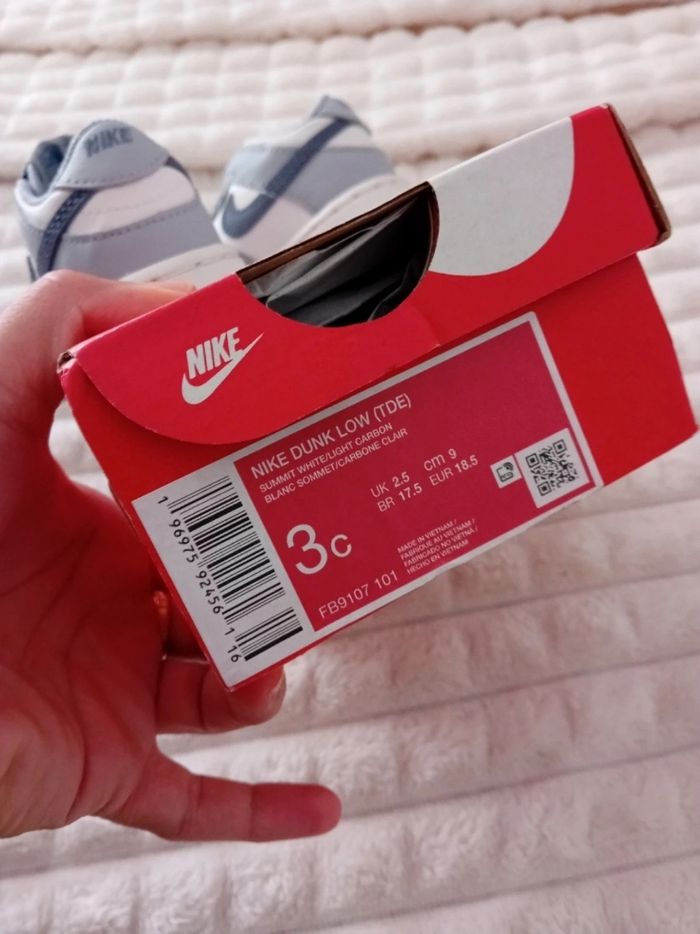 NIKE
NIKE
NIKE DUNK LOW (TDE)
SUMMIT WHITE/LIGHT CARBON
BLANC SOMMET/CARBONE CLAIR
3C
UK 2.5 cm 9
BR 17.5 EUR 18.5
FB9107 101
MADE IN VIETNAM /
FABRIQUE AU VIETNAM /
FABRICADO NO VIETNÃ /
HECHO EN VIETNAM
1 96975 92456 1 16